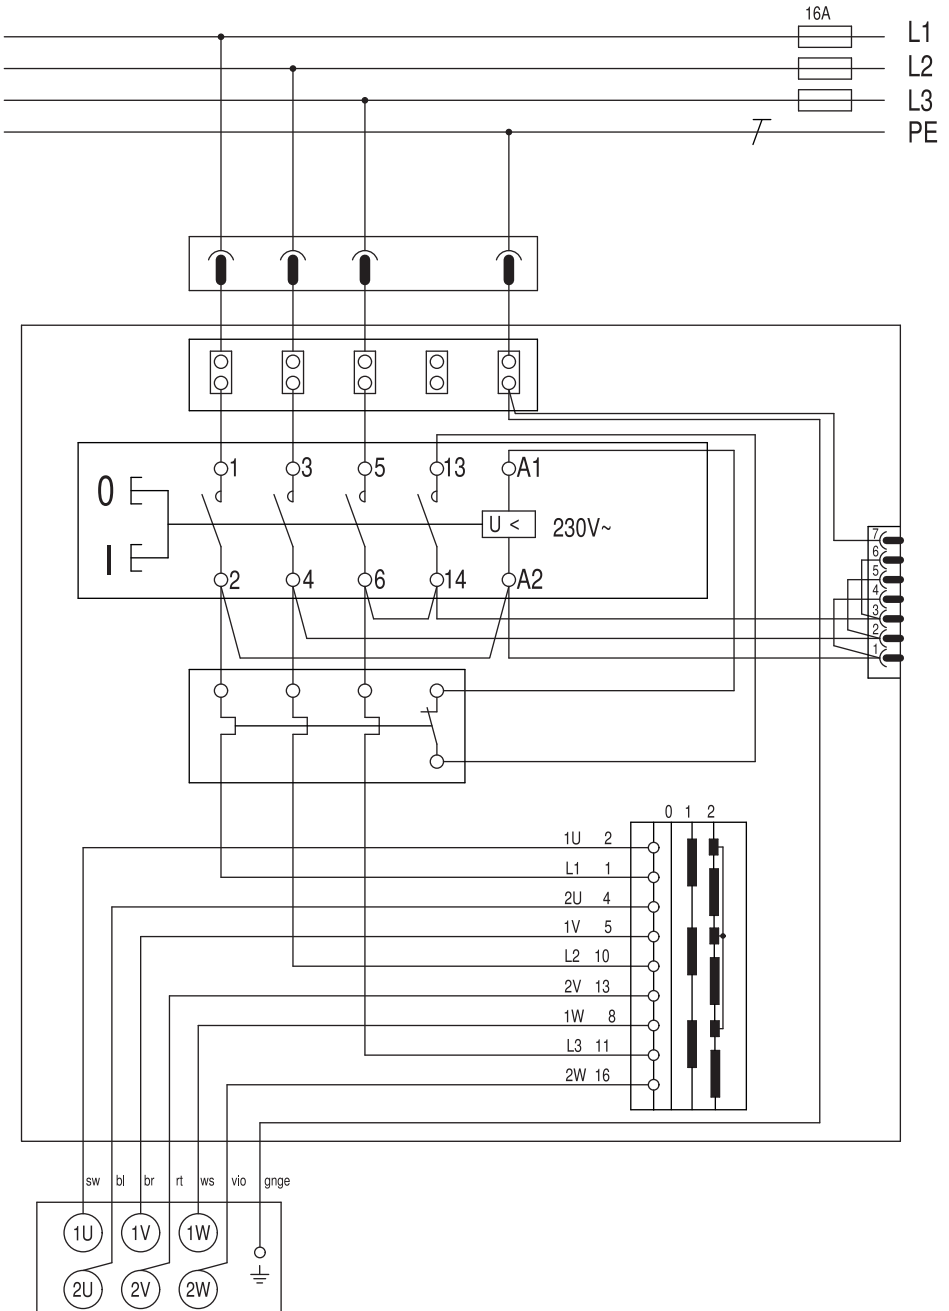 16A
L1
L2
L3
PE
1 3 5 13 A1
0
U < 230V~
I
2 4 6 14 A2
7
6
5
4
3
2
1
0 1 2
1U 2
L1 1
2U 4
1V 5
L2 10
2V 13
1W 8
L3 11
2W 16
sw bl br rt ws vio gnge
1U 1V 1W
2U 2V 2W